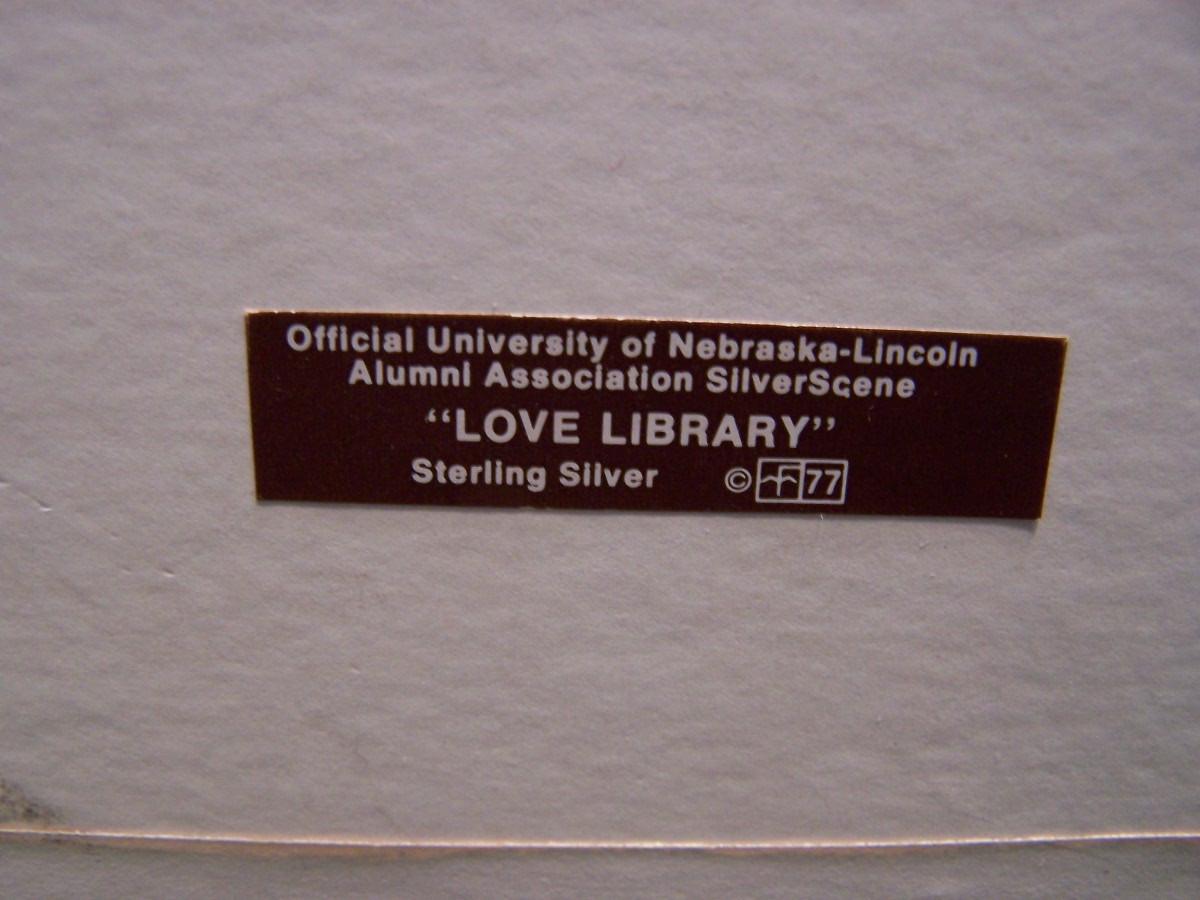 Official University of Nebraska-Lincoln
Alumni Association SilverScene
“LOVE LIBRARY”
Sterling Silver © 77